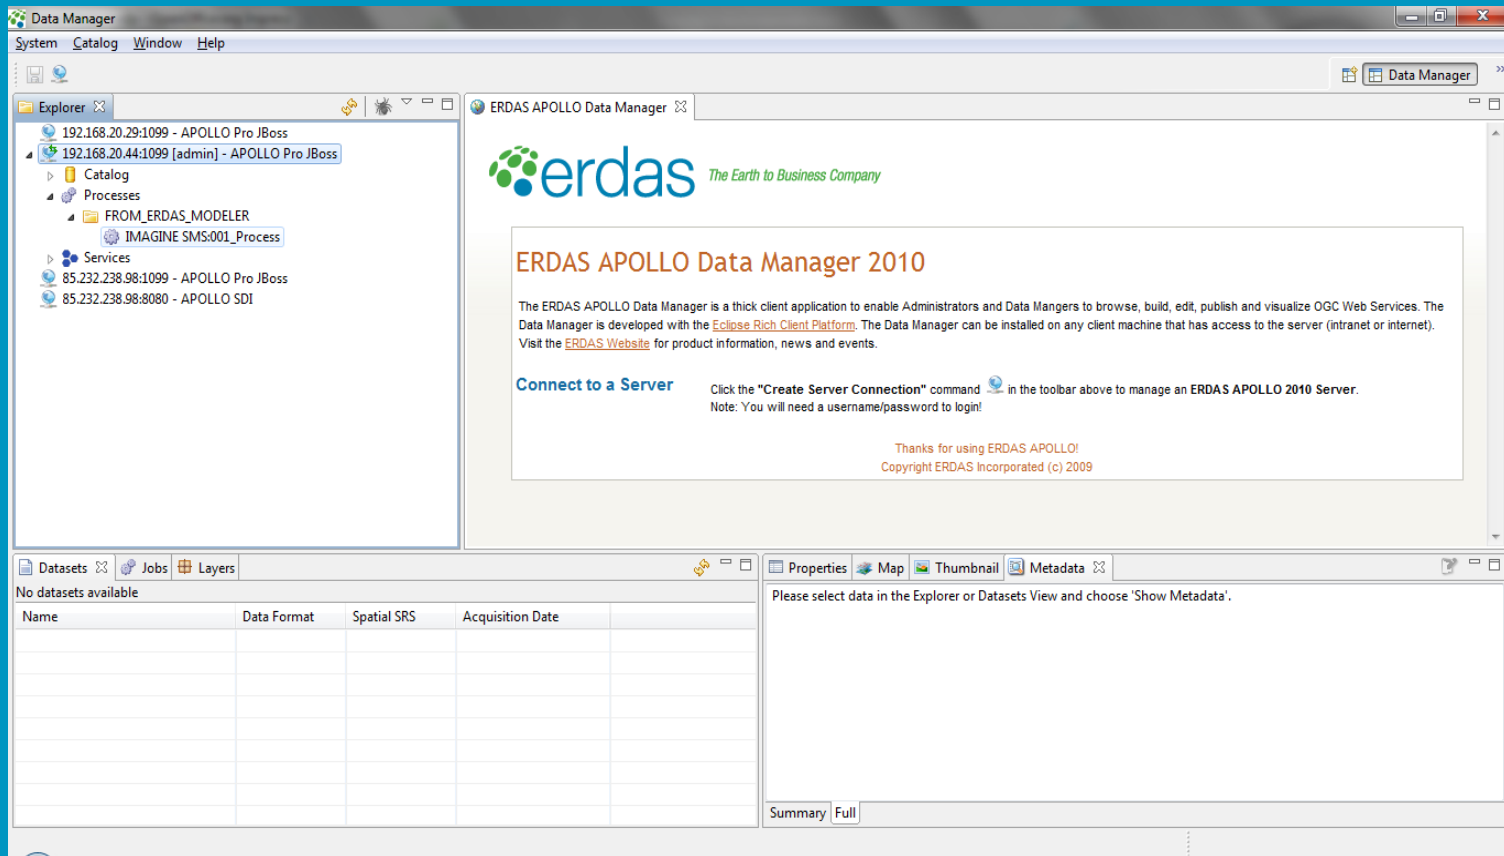 Data Manager
System Catalog Window Help
Data Manager
Explorer
192.168.20.29:1099 - APOLLO Pro JBoss
192.168.20.44:1099 [admin] - APOLLO Pro JBoss
Catalog
Processes
FROM_ERDAS_MODELER
IMAGINE SMS:001_Process
Services
85.232.238.98:1099 - APOLLO Pro JBoss
85.232.238.98:8080 - APOLLO SDI
ERDAS APOLLO Data Manager
erdas The Earth to Business Company
ERDAS APOLLO Data Manager 2010
The ERDAS APOLLO Data Manager is a thick client application to enable Administrators and Data Mangers to browse, build, edit, publish and visualize OGC Web Services. The
Data Manager is developed with the Eclipse Rich Client Platform. The Data Manager can be installed on any client machine that has access to the server (intranet or internet).
Visit the ERDAS Website for product information, news and events.
Connect to a Server
Click the "Create Server Connection" command in the toolbar above to manage an ERDAS APOLLO 2010 Server.
Note: You will need a username/password to login!
Thanks for using ERDAS APOLLO!
Copyright ERDAS Incorporated (c) 2009
Datasets Jobs Layers
No datasets available
Name Data Format Spatial SRS Acquisition Date
Properties Map Thumbnail Metadata
Please select data in the Explorer or Datasets View and choose 'Show Metadata'.
Summary Full